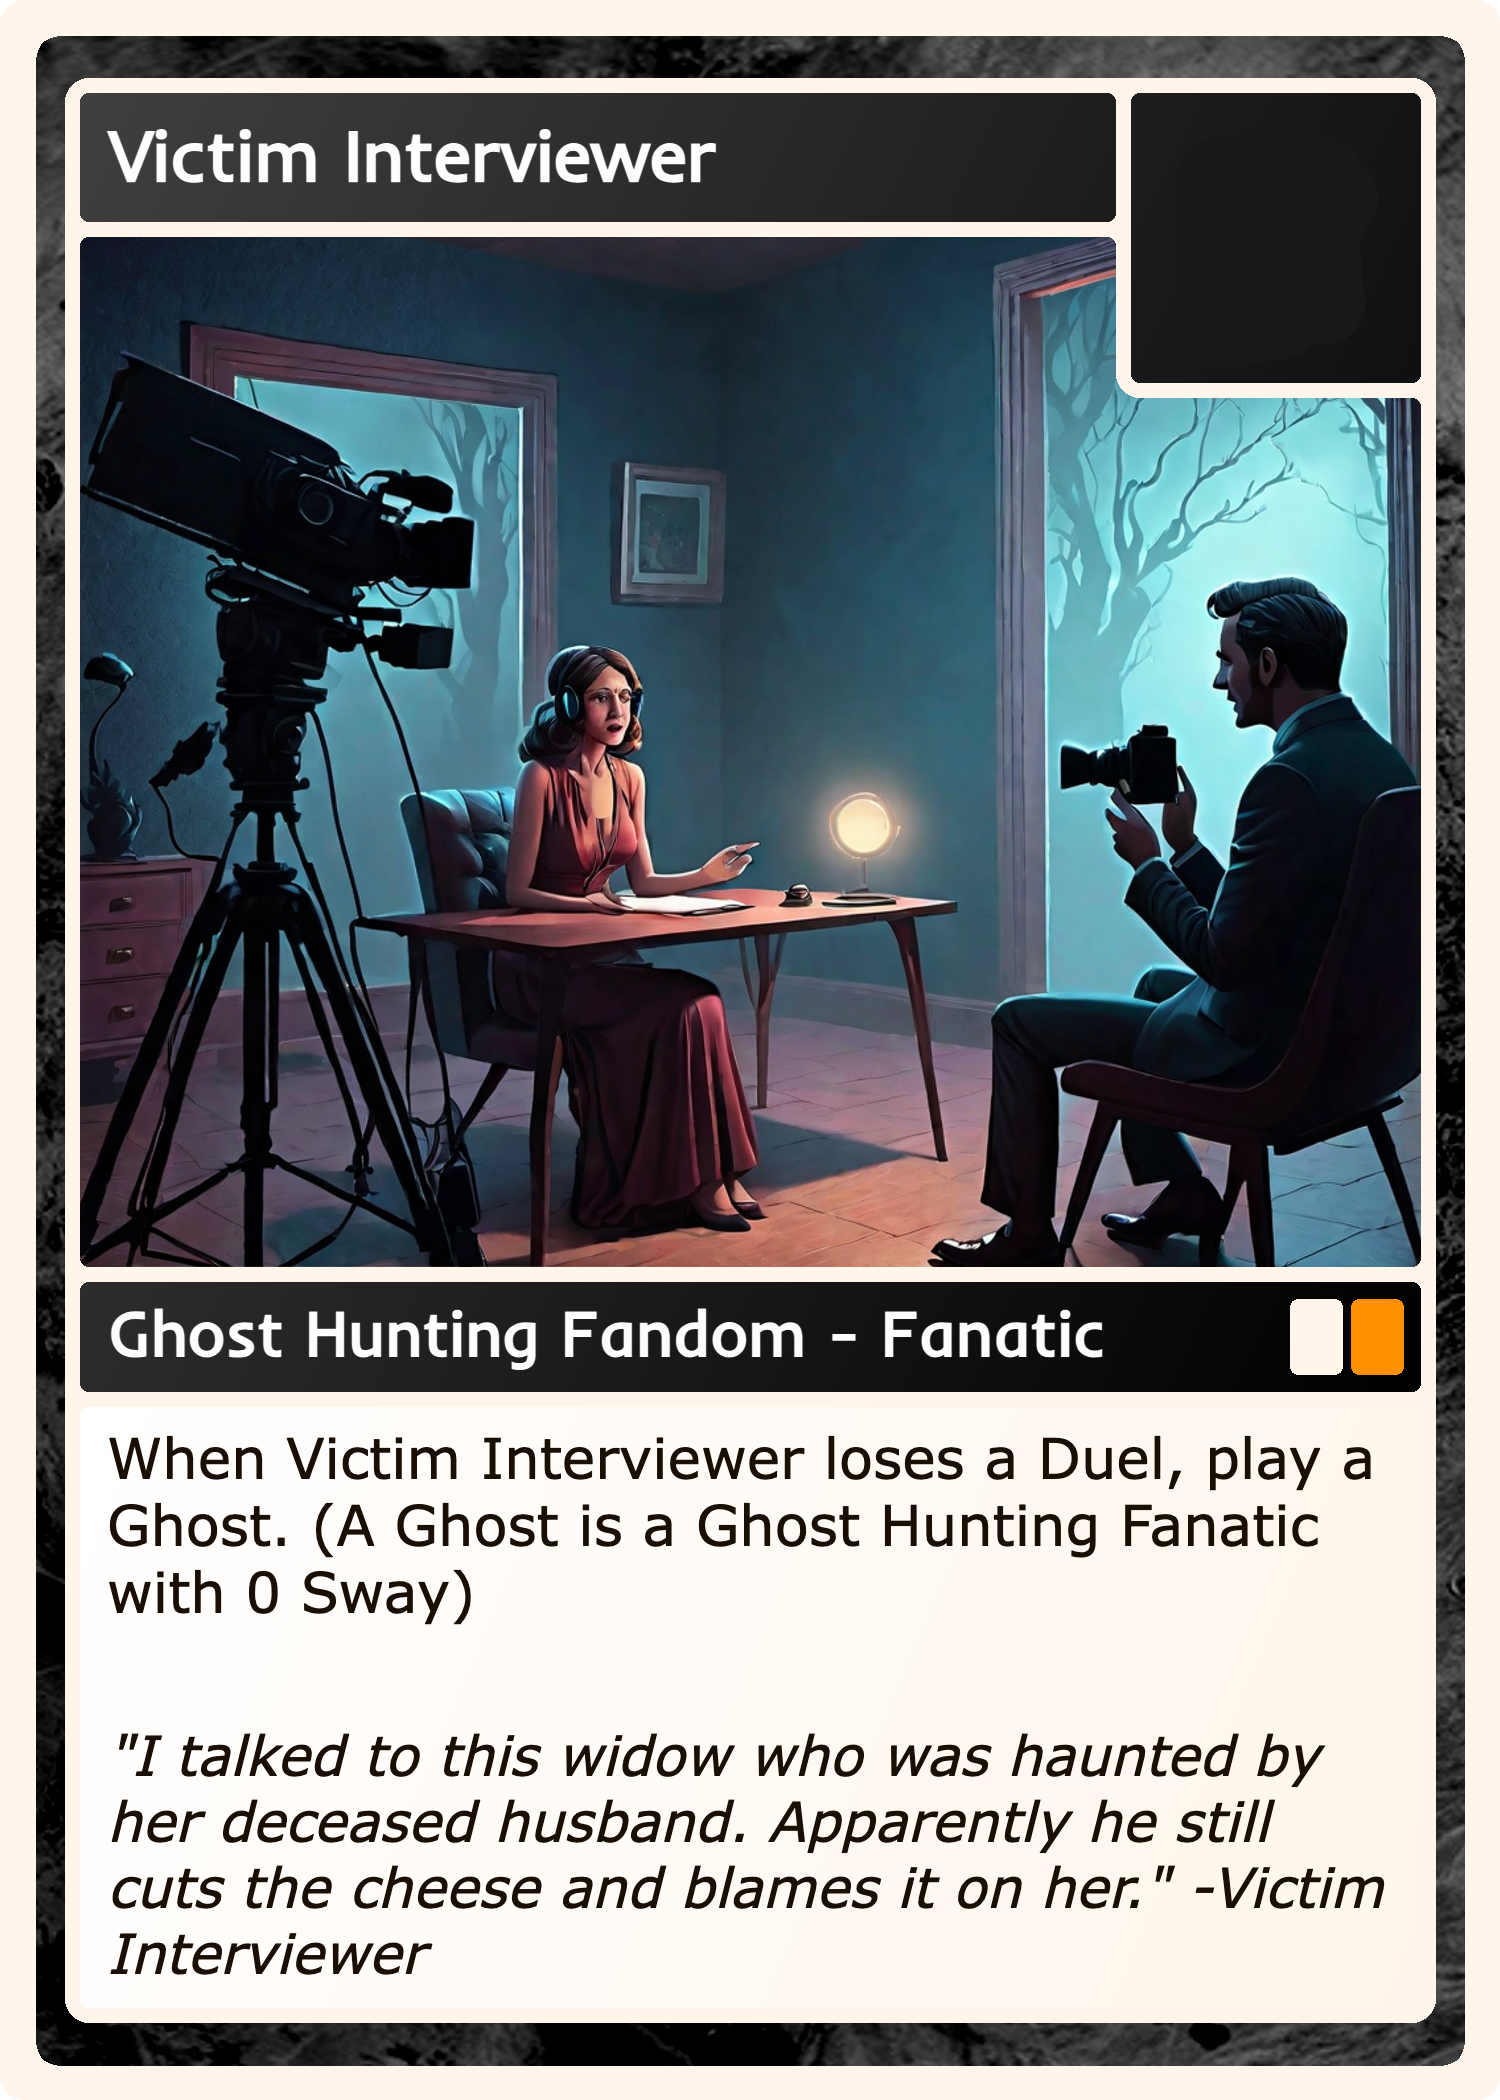 Victim Interviewer
Ghost Hunting Fandom - Fanatic
When Victim Interviewer loses a Duel, play a
Ghost. (A Ghost is a Ghost Hunting Fanatic
with 0 Sway)
"I talked to this widow who was haunted by
her deceased husband. Apparently he still
cuts the cheese and blames it on her." -Victim
Interviewer